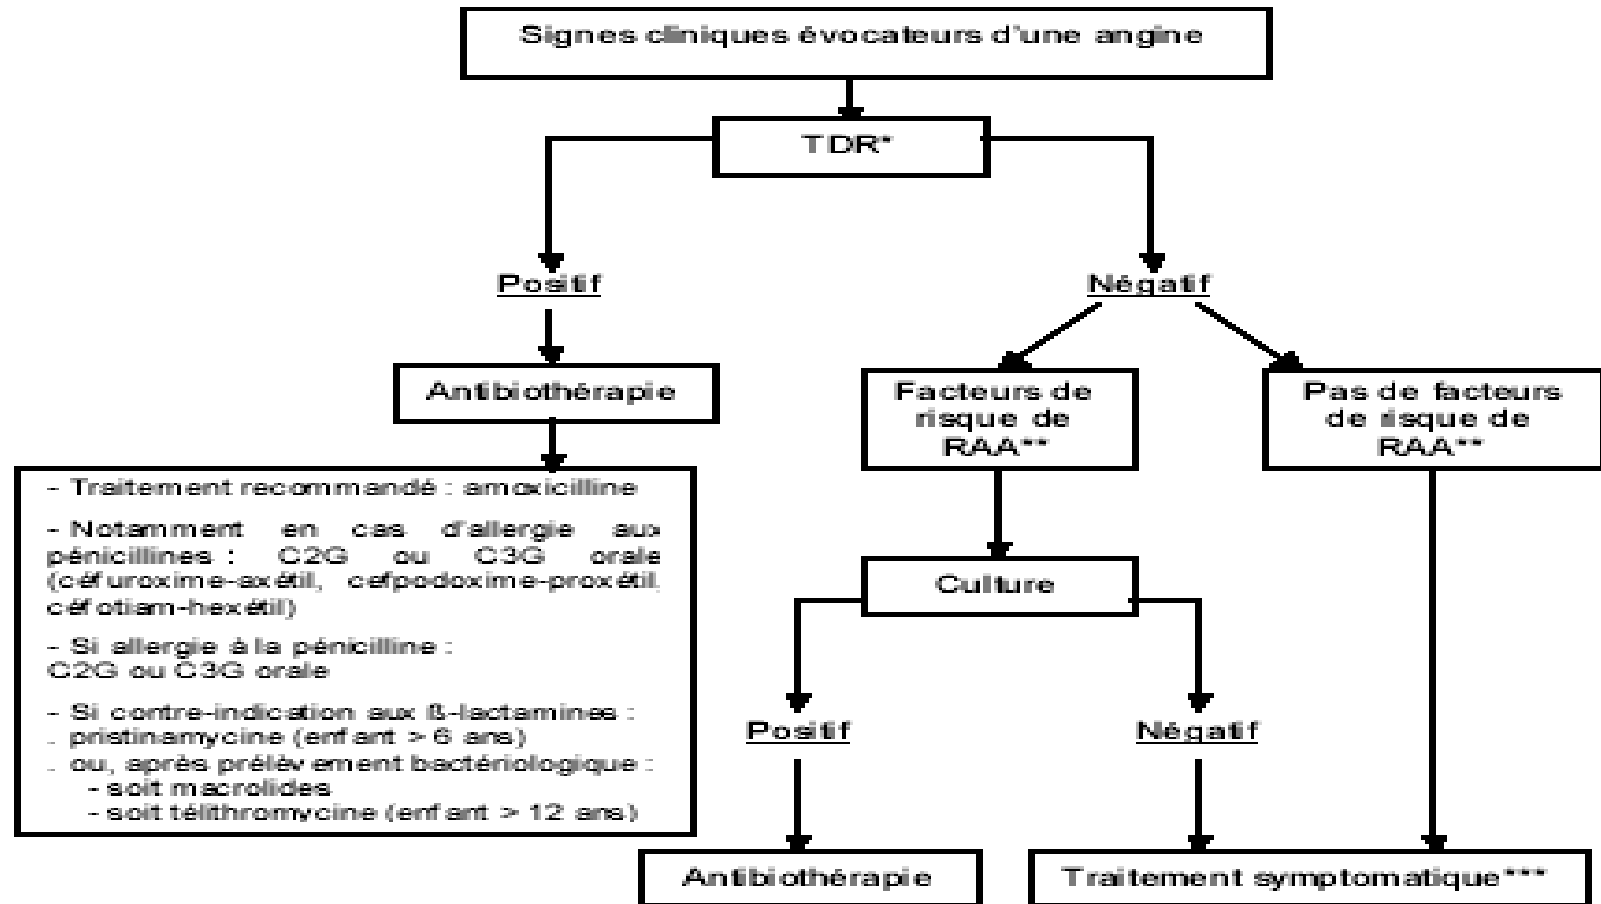 Signes cliniques évocateurs d'une angine
TDR*
Positif
Négatif
Antibiothérapie
Facteurs de
risque de
RAA**
Pas de facteurs
de risque de
RAA**
- Traitement recommandé : amoxicilline
- Notamment en cas d'allergie aux
pénicillines : C2G ou C3G orale
(céfuroxime-axétil, cefpodoxime-proxétil,
céfotiam-hexétil)
- Si allergie à la pénicilline :
C2G ou C3G orale
- Si contre-indication aux ß-lactamines :
. pristinamycine (enfant > 6 ans)
. ou, après prélèvement bactériologique :
- soit macrolides
- soit télithromycine (enfant > 12 ans)
Culture
Positif
Négatif
Antibiothérapie
Traitement symptomatique***